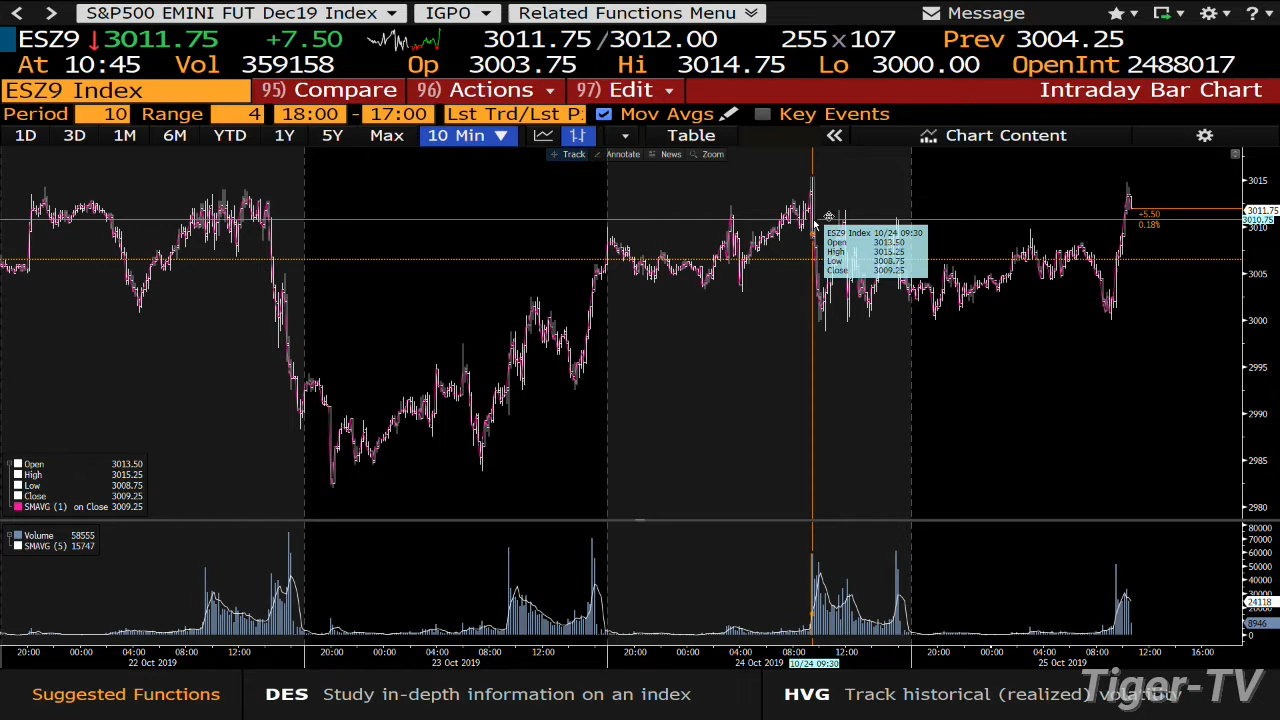 S&P500 EMINI FUT Dec19 Index IGPO Related Functions Menu Message ?
ESZ9 ↓3011.75 +7.50 3011.75/3012.00 255x107 Prev 3004.25
At 10:45 Vol 359158 Op 3003.75 Hi 3014.75 Lo 3000.00 OpenInt 2488017
ESZ9 Index 95) Compare 96) Actions 97) Edit Intraday Bar Chart
Period 10 Range 4 18:00 - 17:00 Lst Trd/Lst P: Mov Avgs Key Events
1D 3D 1M 6M YTD 1Y 5Y Max 10 Min ▼ Table « Chart Content
Track Annotate News Zoom
3015
3011.75
3010.75
3010
+5.50
0.18%
ESZ9 Index 10/24 09:30
Open 3013.50
High 3015.25
Low 3008.75
Close 3009.25
3005
3000
2995
2990
2985
2980
Open 3013.50
High 3015.25
Low 3008.75
Close 3009.25
SMAVG (1) on Close 3009.25
Volume 58555
SMAVG (5) 15747
80000
70000
60000
50000
40000
30000
24118
20000
8946
0
20:00 00:00 04:00 08:00 12:00 20:00 00:00 04:00 08:00 12:00 20:00 00:00 04:00 08:00 12:00 20:00 00:00 04:00 08:00 12:00 16:00
22 Oct 2019 23 Oct 2019 24 Oct 2019 10/24 09:30 25 Oct 2019
Suggested Functions DES Study in-depth information on an index HVG Track historical (realized) volatility
Tiger-TV